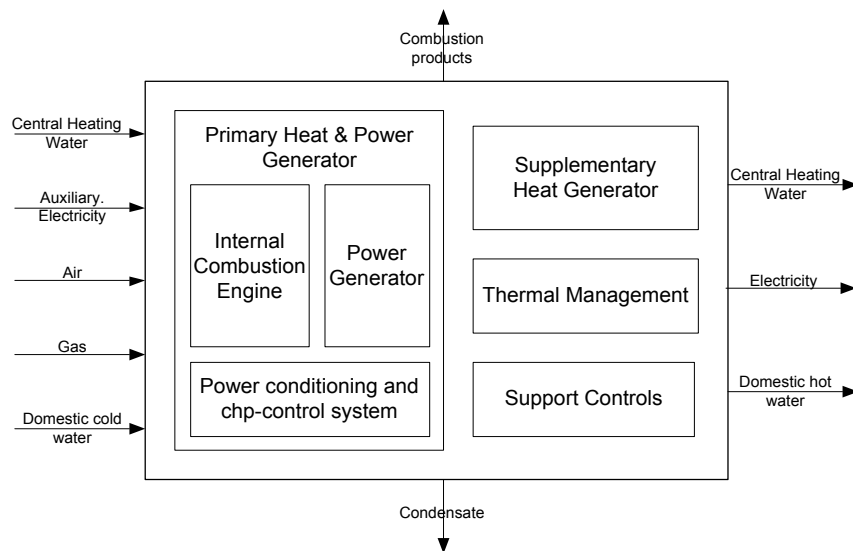 Combustion
products
Central Heating
Water
Auxiliary.
Electricity
Air
Gas
Domestic cold
water
Primary Heat & Power
Generator
Internal
Combustion
Engine
Power
Generator
Power conditioning and
chp-control system
Supplementary
Heat Generator
Thermal Management
Support Controls
Central Heating
Water
Electricity
Domestic hot
water
Condensate